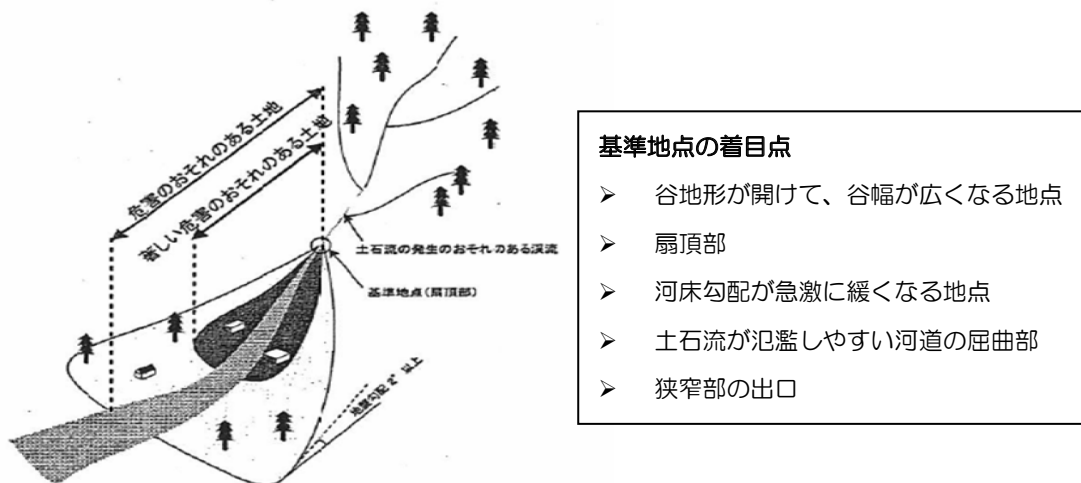 危害のおそれのある土地
著しい危害のおそれのある土地
土石流の発生のおそれのある渓流
基準地点(扇頂部)
地盤勾配 2° 以上
基準地点の着目点
➤ 谷地形が開けて、谷幅が広くなる地点
➤ 扇頂部
➤ 河床勾配が急激に緩くなる地点
➤ 土石流が氾濫しやすい河道の屈曲部
➤ 狭窄部の出口